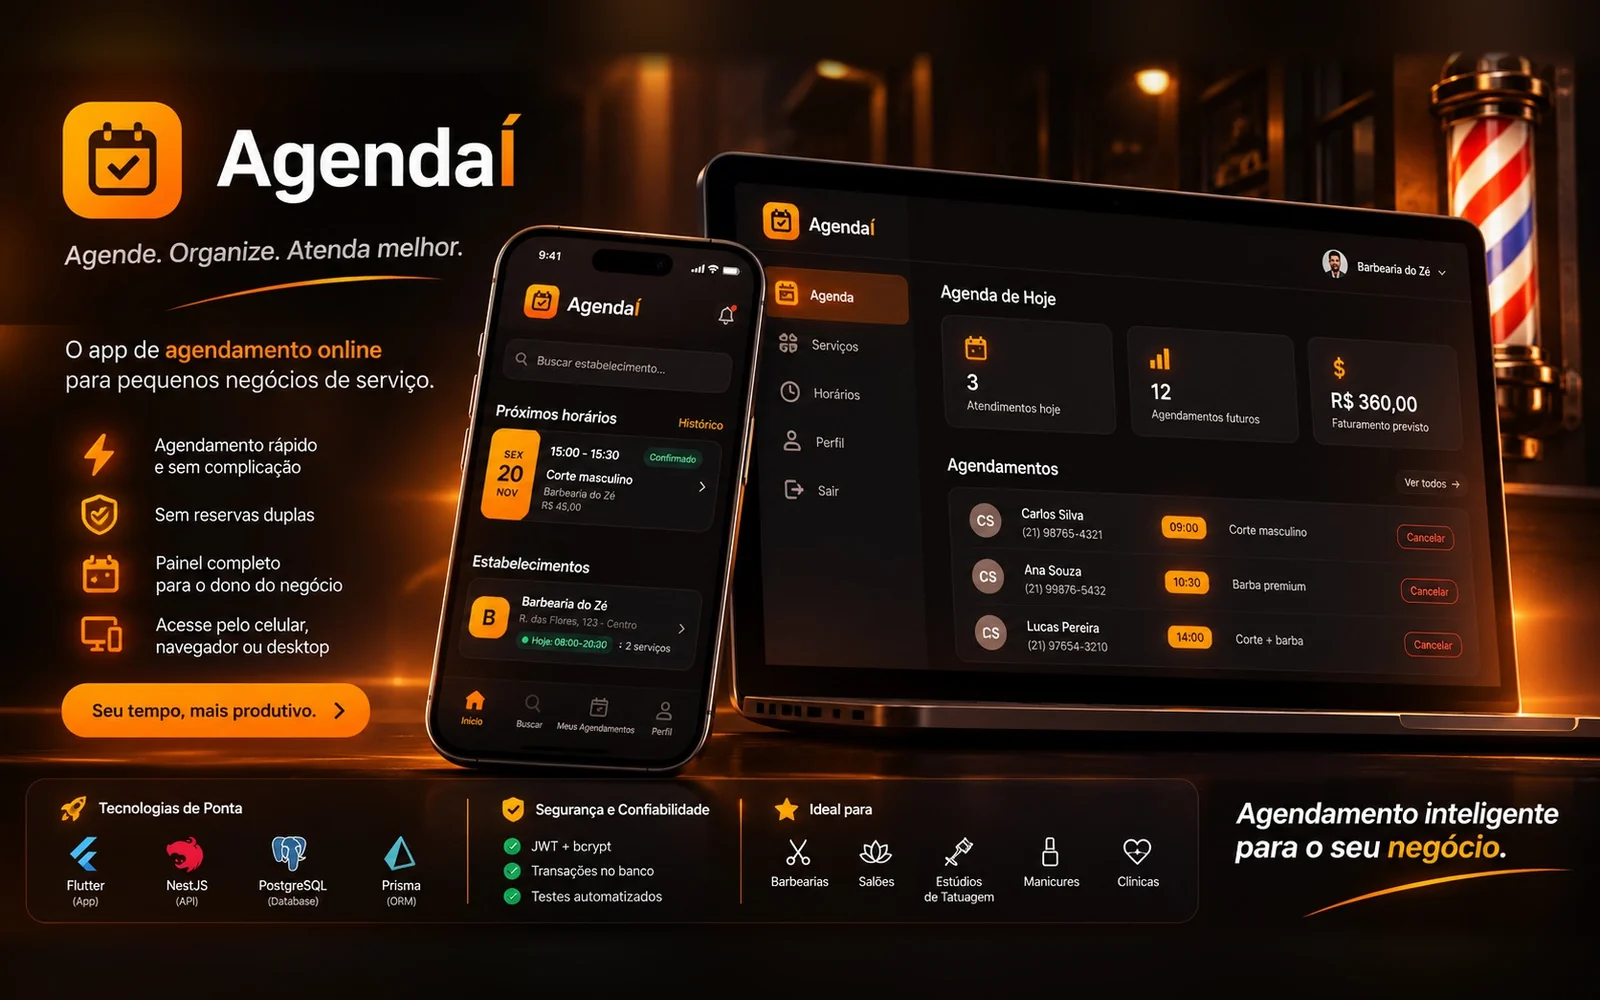 AgendaÍ
Agende. Organize. Atenda melhor.
O app de agendamento online
para pequenos negócios de serviço.
Agendamento rápido
e sem complicação
Sem reservas duplas
Painel completo
para o dono do negócio
Acesse pelo celular,
navegador ou desktop
Seu tempo, mais produtivo.
9:41
AgendaÍ
Buscar estabelecimento...
Próximos horários
Histórico
SEX
20
NOV
15:00 - 15:30
Confirmado
Corte masculino
Barbearia do Zé
R$ 45,00
Estabelecimentos
B
Barbearia do Zé
R. das Flores, 123 - Centro
Hoje: 08:00-20:00 : 2 serviços
Início
Buscar
Meus Agendamentos
Perfil
AgendaÍ
Barbearia do Zé
Agenda
Serviços
Horários
Perfil
Sair
Agenda de Hoje
3
Atendimentos hoje
12
Agendamentos futuros
$
R$ 360,00
Faturamento previsto
Agendamentos
Ver todos →
CS
Carlos Silva
(21) 98765-4321
09:00
Corte masculino
Cancelar
CS
Ana Souza
(21) 99876-5432
10:30
Barba premium
Cancelar
CS
Lucas Pereira
(21) 97654-3210
14:00
Corte + barba
Cancelar
Tecnologias de Ponta
Flutter
(App)
NestJS
(API)
PostgreSQL
(Database)
Prisma
(ORM)
Segurança e Confiabilidade
JWT + bcrypt
Transações no banco
Testes automatizados
Ideal para
Barbearias
Salões
Estúdios
de Tatuagem
Manicures
Clínicas
Agendamento inteligente
para o seu negócio.